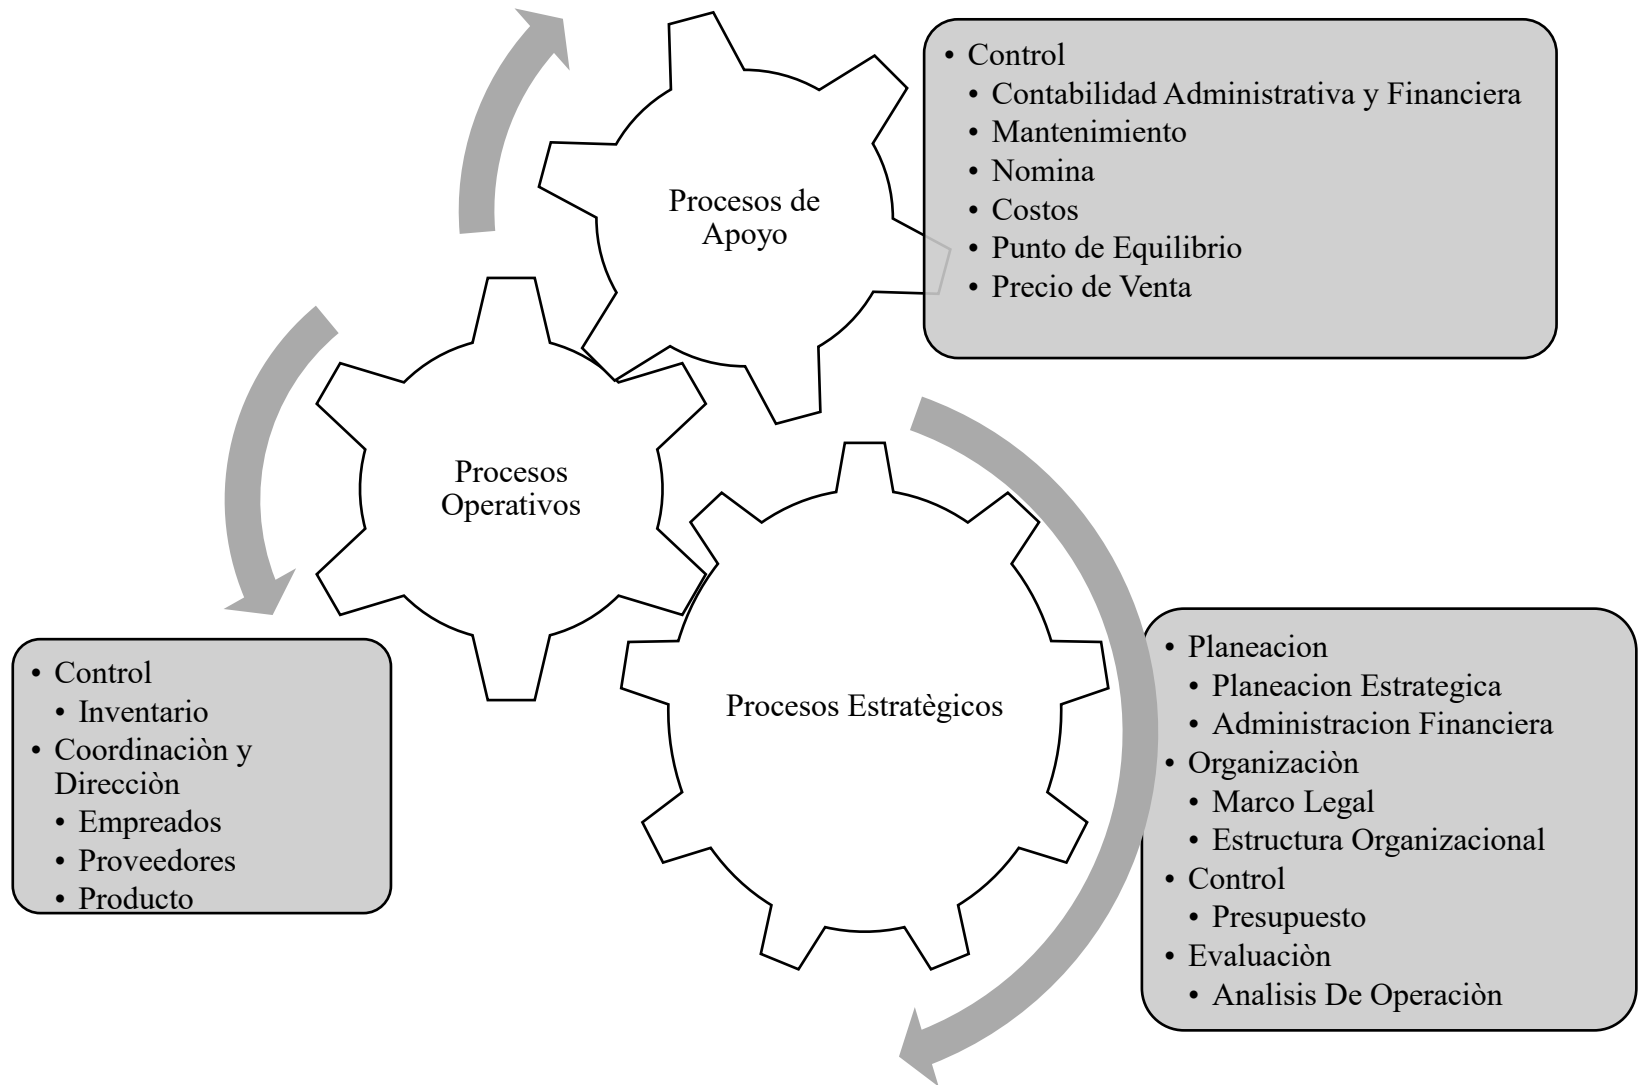 Procesos de
Apoyo
• Control
• Contabilidad Administrativa y Financiera
• Mantenimiento
• Nomina
• Costos
• Punto de Equilibrio
• Precio de Venta
Procesos
Operativos
• Control
• Inventario
• Coordinaciòn y
Direcciòn
• Empreados
• Proveedores
• Producto
Procesos Estratègicos
• Planeacion
• Planeacion Estrategica
• Administracion Financiera
• Organizaciòn
• Marco Legal
• Estructura Organizacional
• Control
• Presupuesto
• Evaluaciòn
• Analisis De Operaciòn